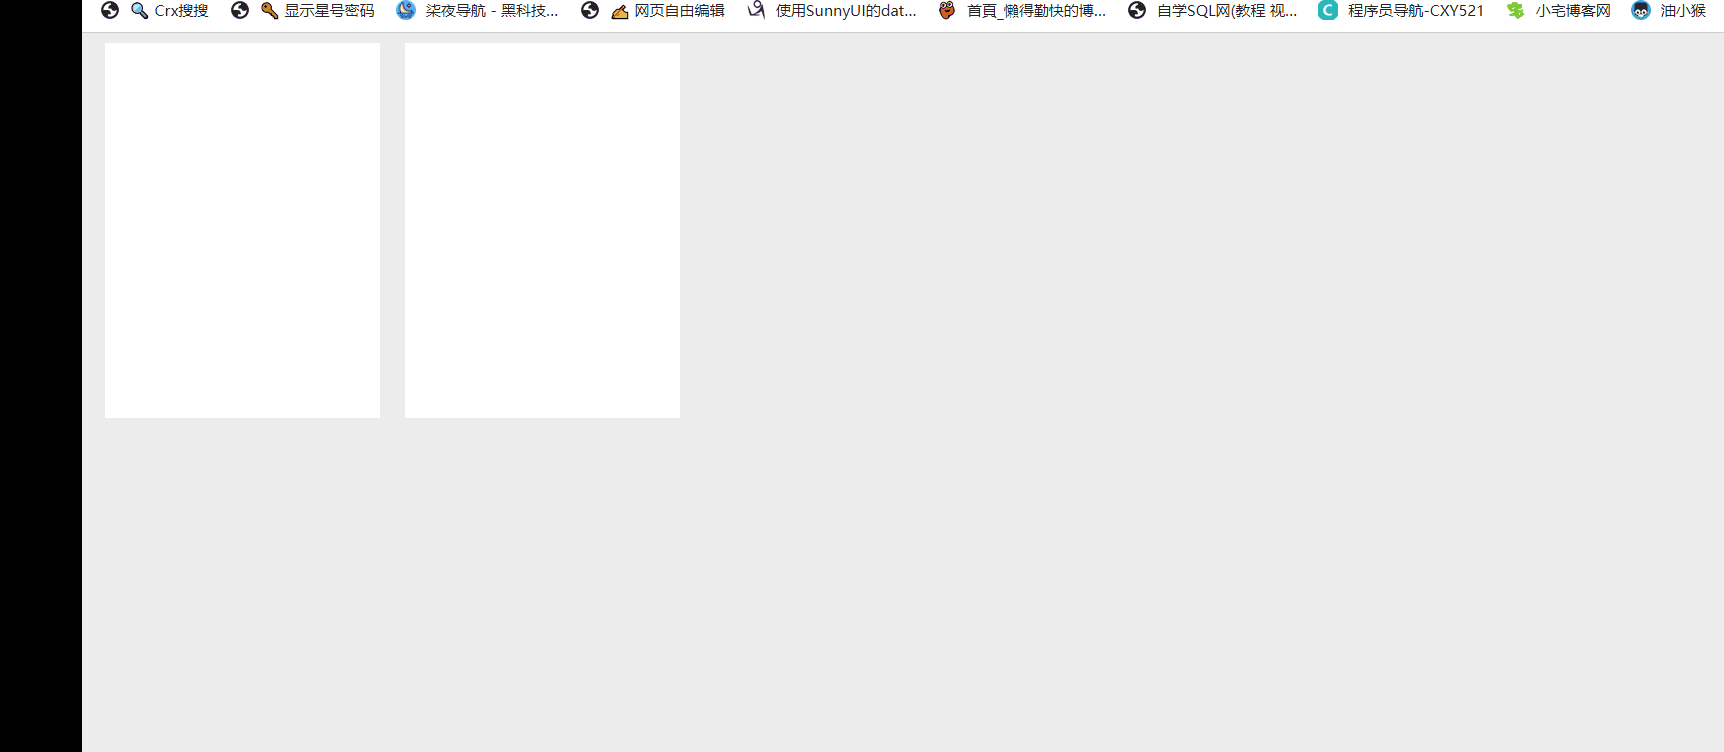 Crx搜搜 显示星号密码 柒夜导航 - 黑科技... 网页自由编辑 使用SunnyUI的dat... 首頁_懶得勤快的博... 自学SQL网(教程 视... 程序员导航-CXY521 小宅博客网 油小猴